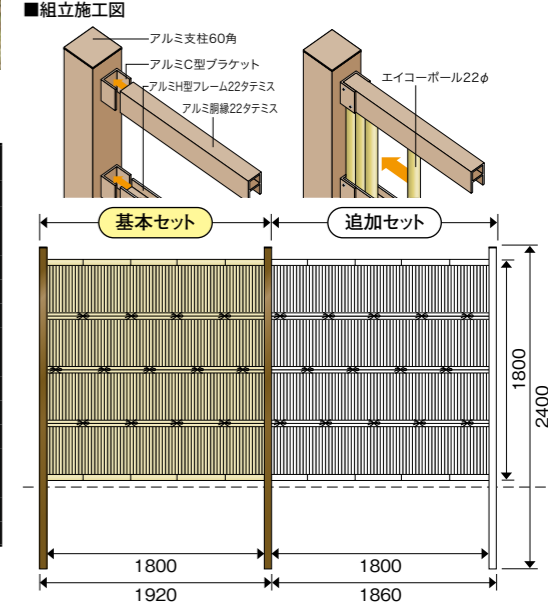 ■組立施工図
アルミ支柱60角
アルミC型ブラケット
アルミH型フレーム22タテミス
アルミ胴縁22タテミス
エイコーポール22φ
基本セット
追加セット
1800
2400
1800
1800
1920
1860